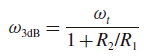 ω₃dB = ωₜ / (1 + R₂/R₁)